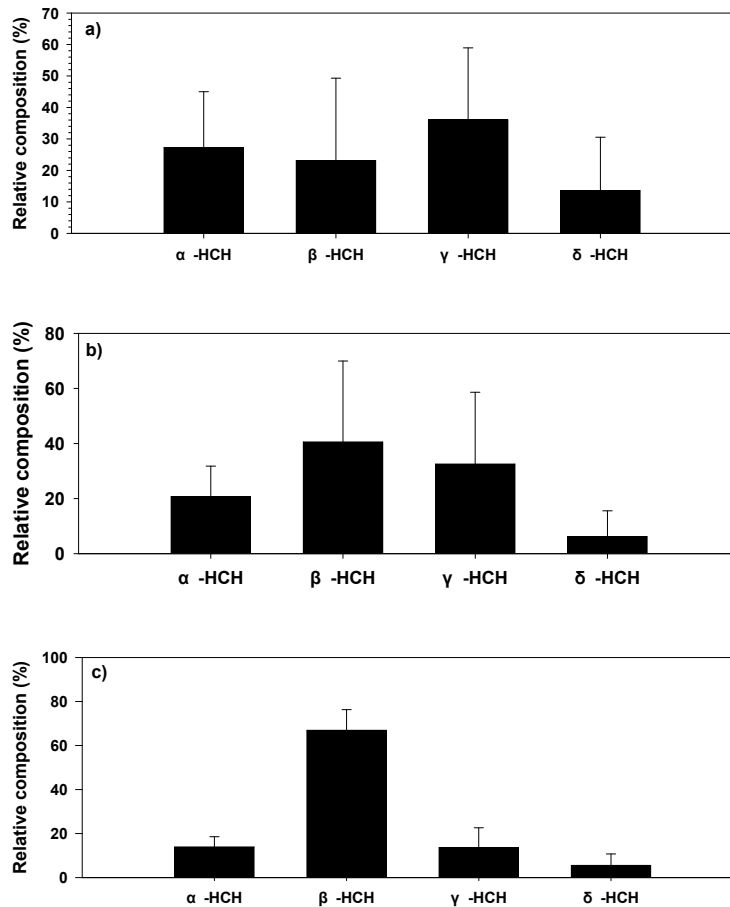 a)
Relative composition (%)
70
60
50
40
30
20
10
0
α -HCH β -HCH γ -HCH δ -HCH
b)
Relative composition (%)
80
60
40
20
0
α -HCH β -HCH γ -HCH δ -HCH
c)
Relative composition (%)
100
80
60
40
20
0
α -HCH β -HCH γ -HCH δ -HCH